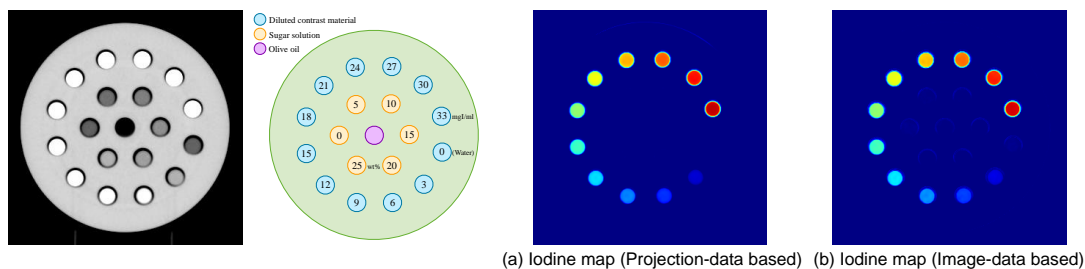 Diluted contrast material
Sugar solution
Olive oil
24 27
21 30
5 10
18 33 mgI/ml
0 15
15 0 (Water)
25 wt% 20
12 3
9 6
(a) Iodine map (Projection-data based) (b) Iodine map (Image-data based)